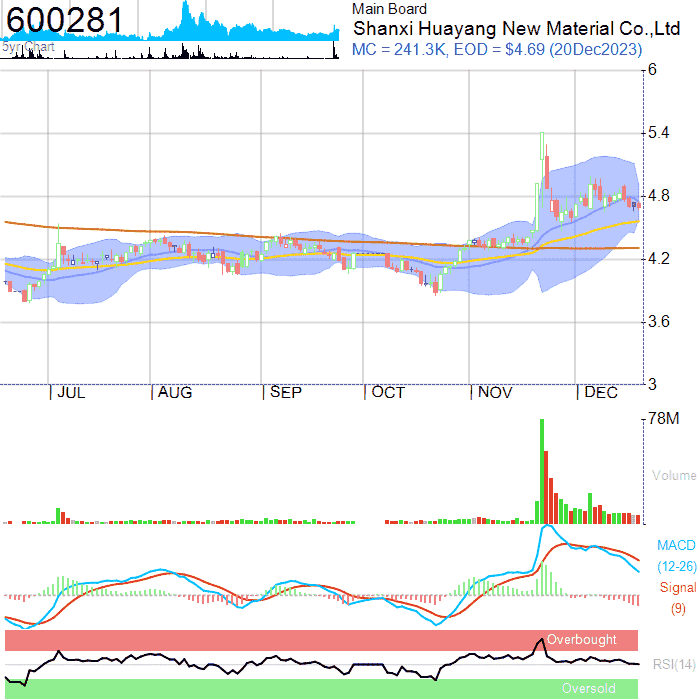 600281
Main Board
Shanxi Huayang New Material Co.,Ltd
5yr Chart
MC = 241.3K, EOD = $4.69 (20Dec2023)
6
5.4
4.8
4.2
3.6
3
JUL
AUG
SEP
OCT
NOV
DEC
78M
Volume
MACD
(12-26)
Signal
(9)
Overbought
RSI(14)
Oversold